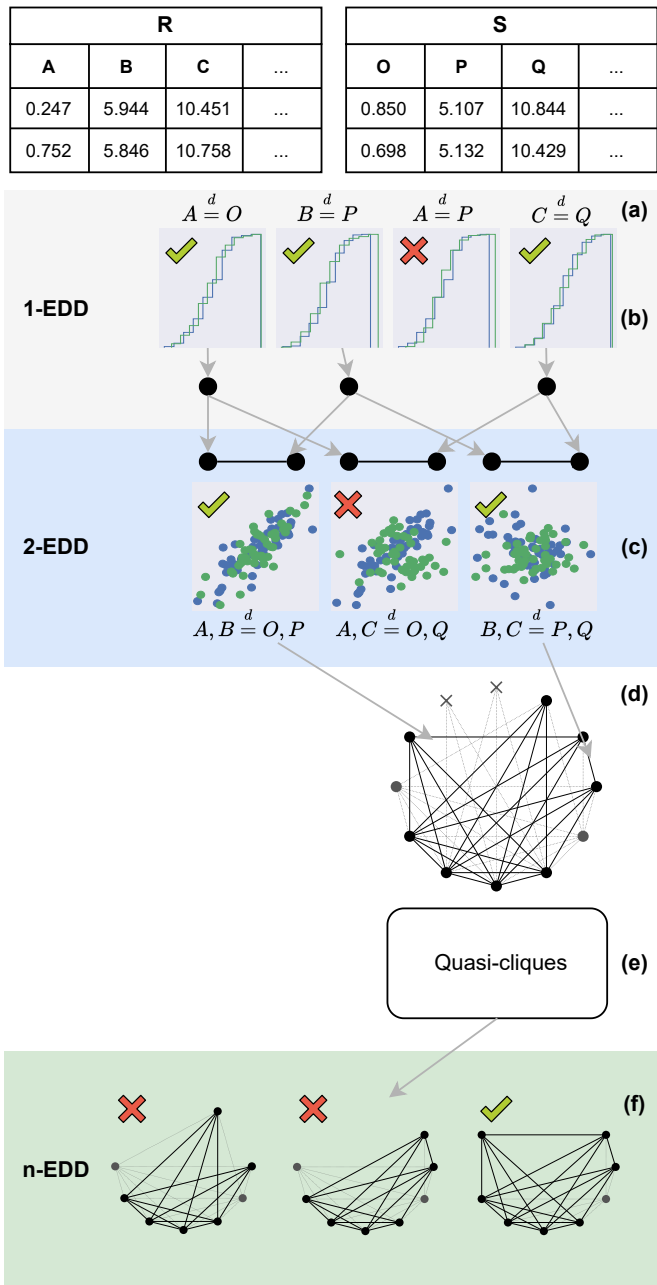 R S
A B C ... O P Q ...
0.247 5.944 10.451 ... 0.850 5.107 10.844 ...
0.752 5.846 10.758 ... 0.698 5.132 10.429 ...
A d= O B d= P A d= P C d= Q (a)
1-EDD (b)
2-EDD (c)
A, B d= O, P A, C d= O, Q B, C d= P, Q
(d)
Quasi-cliques (e)
(f)
n-EDD